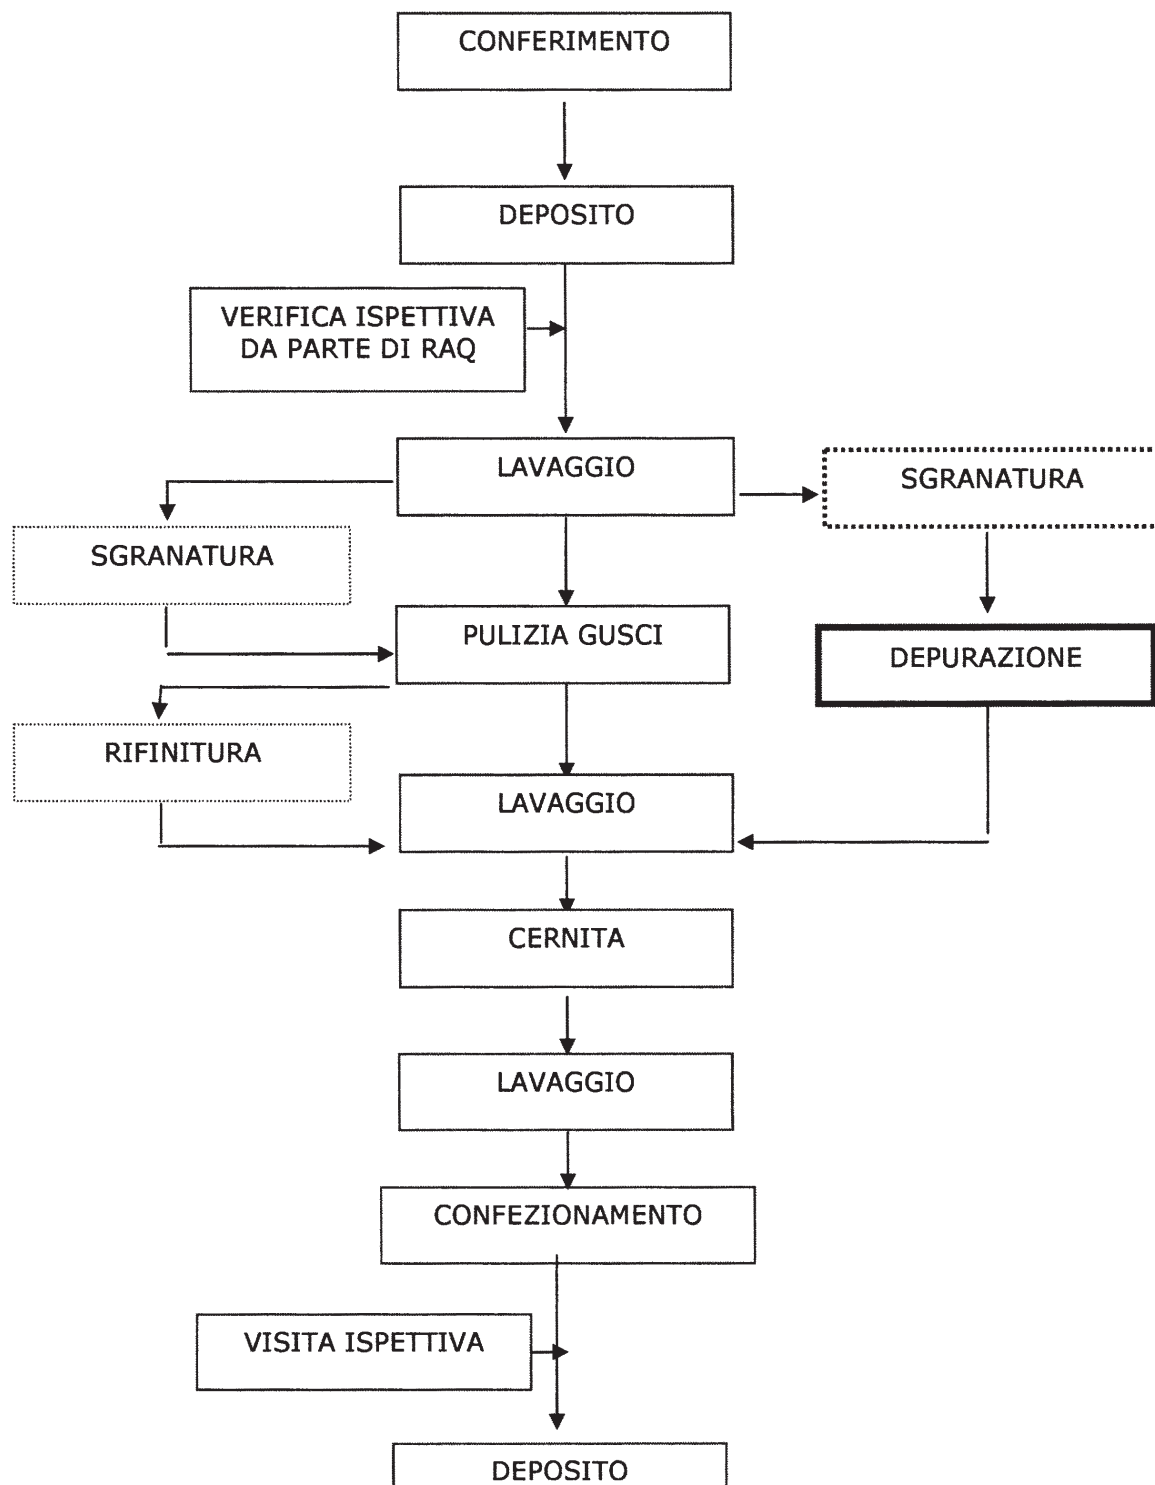 CONFERIMENTO
DEPOSITO
VERIFICA ISPETTIVA
DA PARTE DI RAQ
LAVAGGIO
SGRANATURA
SGRANATURA
PULIZIA GUSCI
DEPURAZIONE
RIFINITURA
LAVAGGIO
CERNITA
LAVAGGIO
CONFEZIONAMENTO
VISITA ISPETTIVA
DEPOSITO